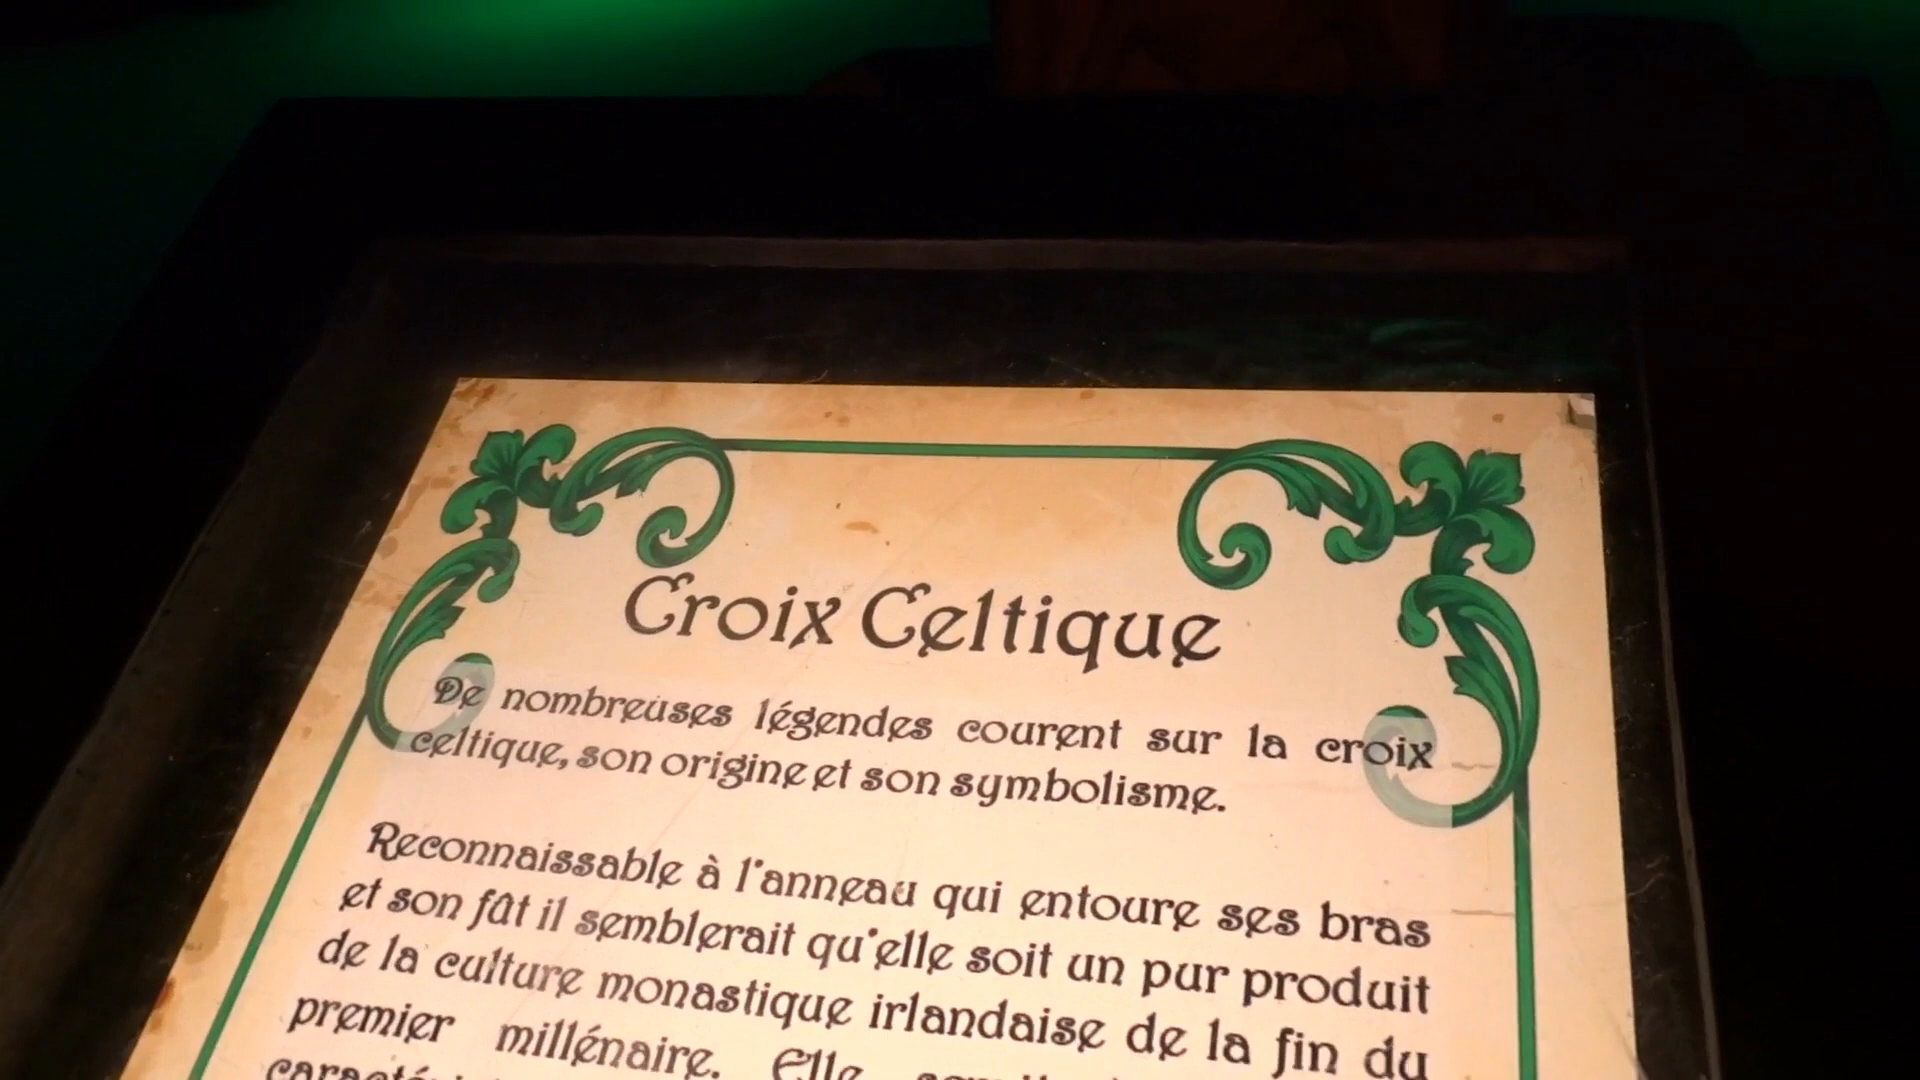 Croix Celtique
De nombreuses légendes courent sur la croix
celtique, son origine et son symbolisme.
Reconnaissable à l'anneau qui entoure ses bras
et son fût il semblerait qu'elle soit un pur produit
de la culture monastique irlandaise de la fin du
premier millénaire. Elle